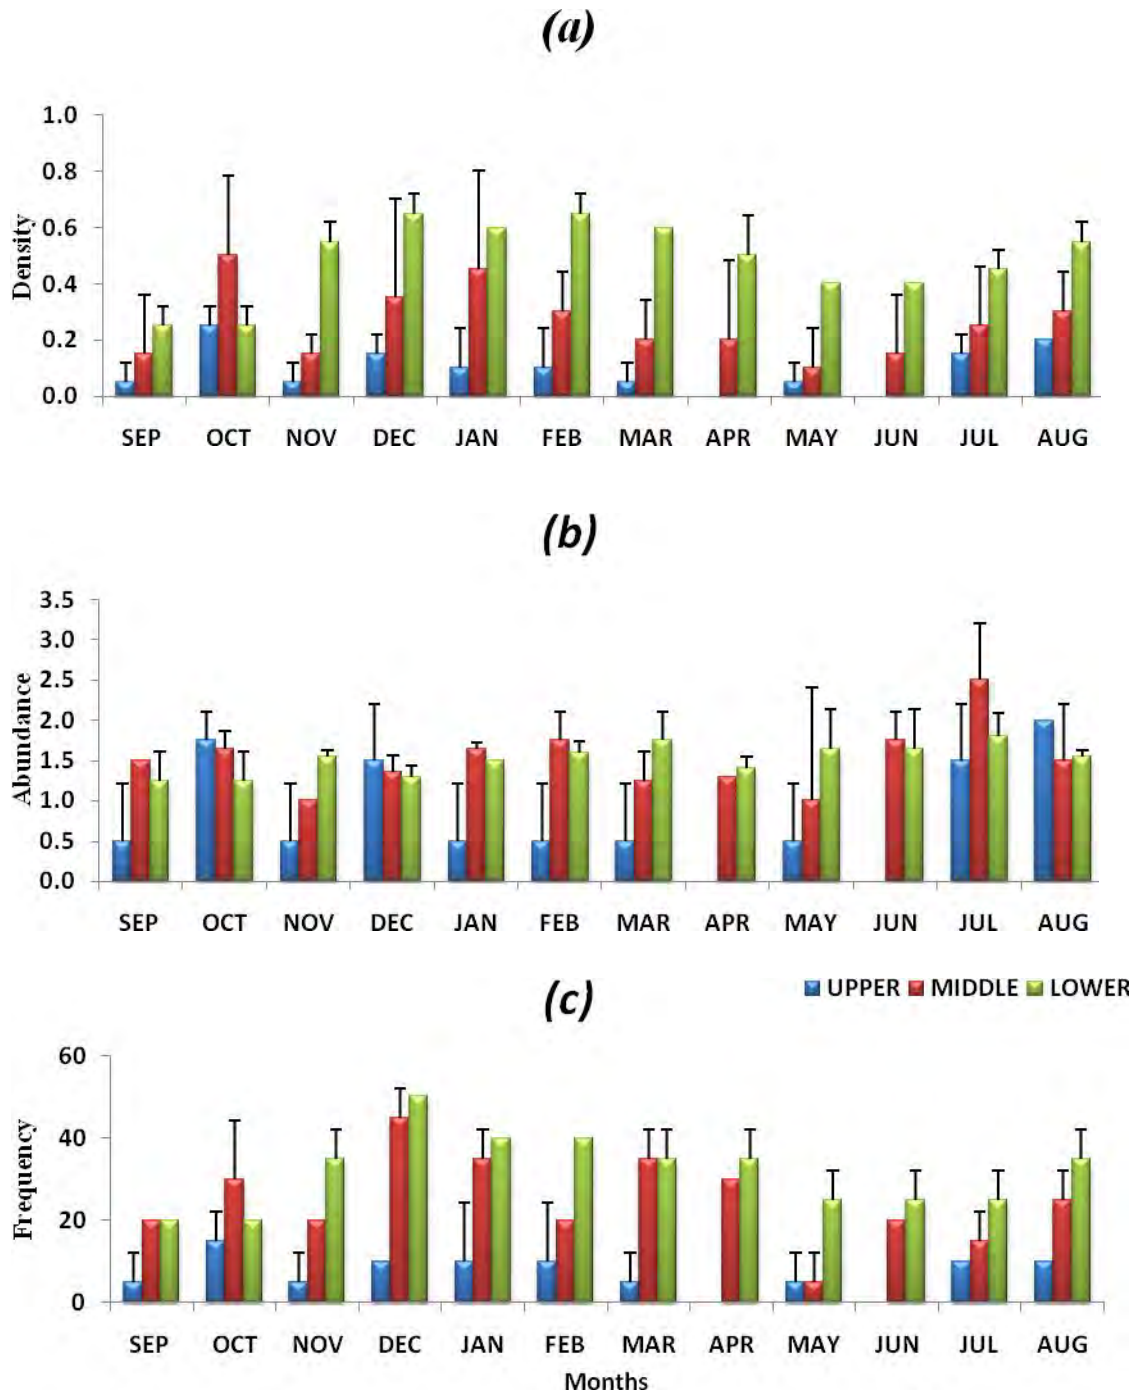 (a)
1.0
0.8
0.6
0.4
0.2
0.0
Density
SEP OCT NOV DEC JAN FEB MAR APR MAY JUN JUL AUG
(b)
3.5
3.0
2.5
2.0
1.5
1.0
0.5
0.0
Abundance
SEP OCT NOV DEC JAN FEB MAR APR MAY JUN JUL AUG
UPPER MIDDLE LOWER
(c)
60
40
20
0
Frequency
SEP OCT NOV DEC JAN FEB MAR APR MAY JUN JUL AUG
Months